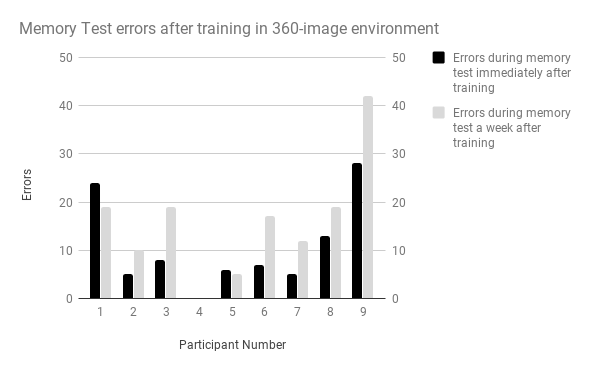 Memory Test errors after training in 360-image environment
50
40
30
20
10
0
50
40
30
20
10
0
Errors
1 2 3 4 5 6 7 8 9
Participant Number
Errors during memory
test immediately after
training
Errors during memory
test a week after
training